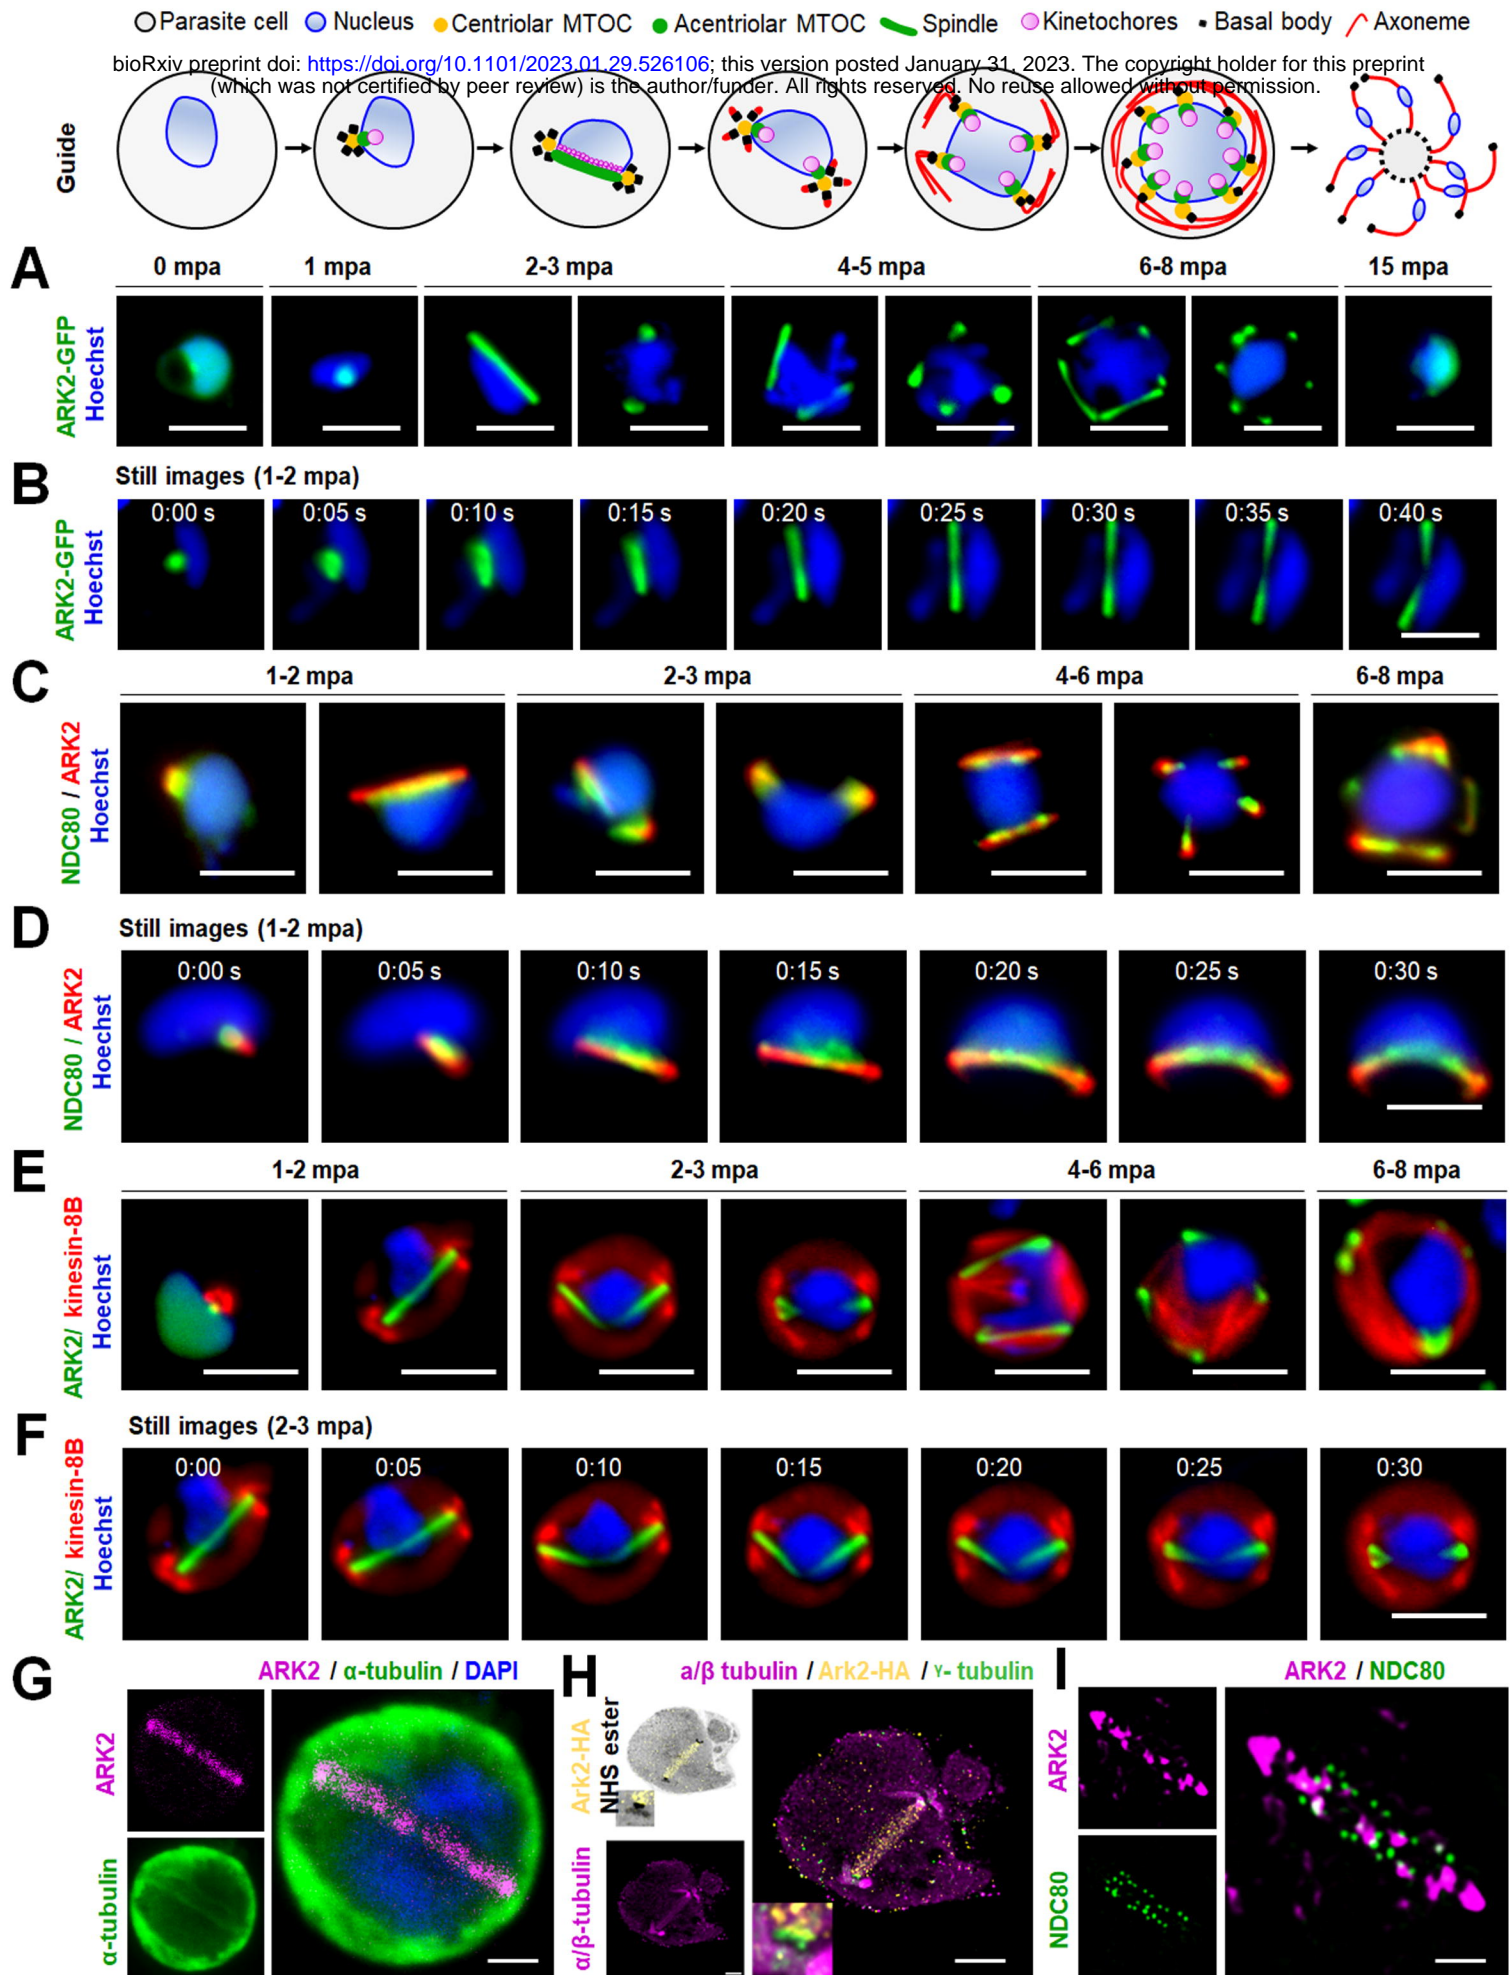 Parasite cell Nucleus Centriolar MTOC Acentriolar MTOC Spindle Kinetochores Basal body Axoneme
bioRxiv preprint doi: https://doi.org/10.1101/2023.01.29.526106; this version posted January 31, 2023. The copyright holder for this preprint
(which was not certified by peer review) is the author/funder. All rights reserved. No reuse allowed without permission.
Guide
A
0 mpa 1 mpa 2-3 mpa 4-5 mpa 6-8 mpa 15 mpa
ARK2-GFP
Hoechst
B
Still images (1-2 mpa)
0:00 s 0:05 s 0:10 s 0:15 s 0:20 s 0:25 s 0:30 s 0:35 s 0:40 s
ARK2-GFP
Hoechst
C
1-2 mpa 2-3 mpa 4-6 mpa 6-8 mpa
NDC80 / ARK2
Hoechst
D
Still images (1-2 mpa)
0:00 s 0:05 s 0:10 s 0:15 s 0:20 s 0:25 s 0:30 s
NDC80 / ARK2
Hoechst
E
1-2 mpa 2-3 mpa 4-6 mpa 6-8 mpa
ARK2/ kinesin-8B
Hoechst
F
Still images (2-3 mpa)
0:00 0:05 0:10 0:15 0:20 0:25 0:30
ARK2/ kinesin-8B
Hoechst
G
ARK2 / α-tubulin / DAPI
ARK2
α-tubulin
H
a/β tubulin / Ark2-HA / γ- tubulin
Ark2-HA
NHS ester
α/β-tubulin
I
ARK2 / NDC80
ARK2
NDC80